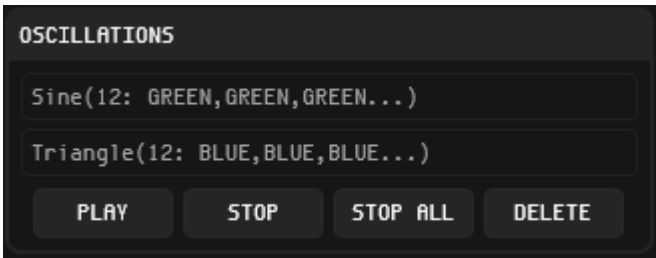 OSCILLATIONS
Sine(12: GREEN,GREEN,GREEN...)
Triangle(12: BLUE,BLUE,BLUE...)
PLAY STOP STOP ALL DELETE